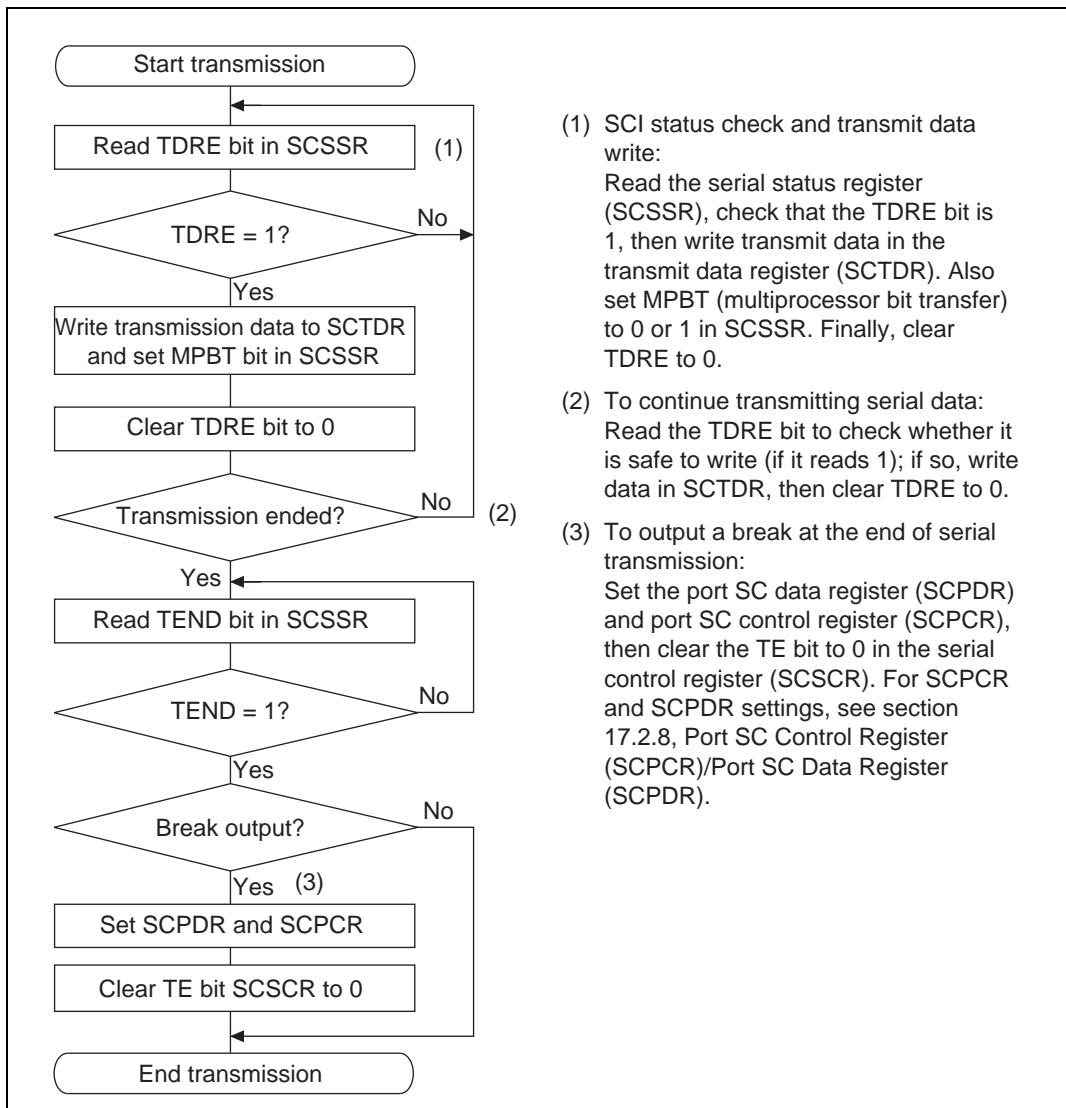 Start transmission
Read TDRE bit in SCSSR
(1)
TDRE = 1?
No
Yes
Write transmission data to SCTDR
and set MPBT bit in SCSSR
Clear TDRE bit to 0
Transmission ended?
No
(2)
Yes
Read TEND bit in SCSSR
TEND = 1?
No
Yes
Break output?
No
Yes
(3)
Set SCPDR and SCPCR
Clear TE bit SCSCR to 0
End transmission
(1) SCI status check and transmit data
write:
Read the serial status register
(SCSSR), check that the TDRE bit is
1, then write transmit data in the
transmit data register (SCTDR). Also
set MPBT (multiprocessor bit transfer)
to 0 or 1 in SCSSR. Finally, clear
TDRE to 0.
(2) To continue transmitting serial data:
Read the TDRE bit to check whether it
is safe to write (if it reads 1); if so, write
data in SCTDR, then clear TDRE to 0.
(3) To output a break at the end of serial
transmission:
Set the port SC data register (SCPDR)
and port SC control register (SCPCR),
then clear the TE bit to 0 in the serial
control register (SCSCR). For SCPCR
and SCPDR settings, see section
17.2.8, Port SC Control Register
(SCPCR)/Port SC Data Register
(SCPDR).